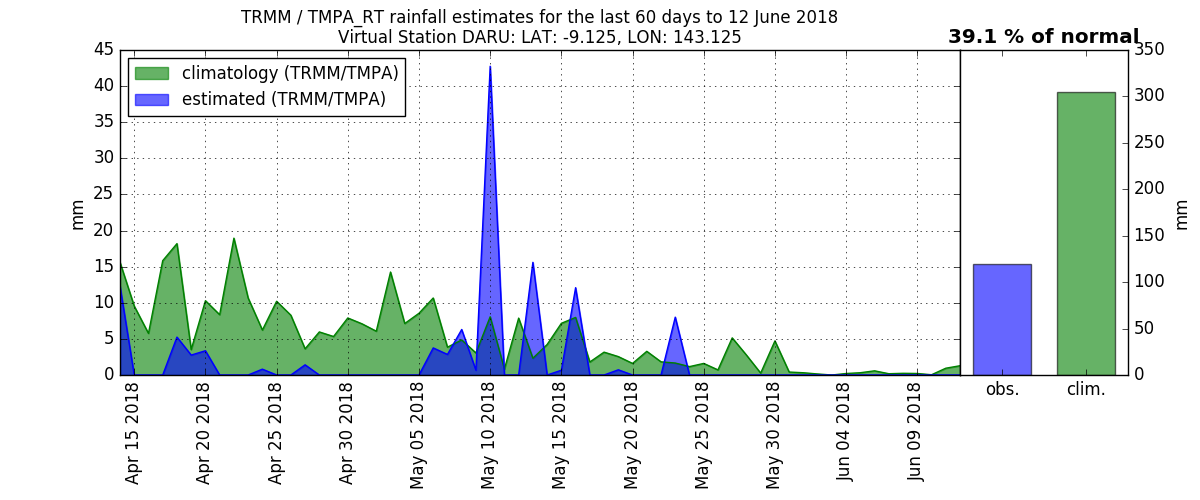 TRMM / TMPA_RT rainfall estimates for the last 60 days to 12 June 2018
Virtual Station DARU: LAT: -9.125, LON: 143.125
39.1 % of normal
climatology (TRMM/TMPA)
estimated (TRMM/TMPA)
45
40
35
30
25
20
15
10
5
0
mm
Apr 15 2018
Apr 20 2018
Apr 25 2018
Apr 30 2018
May 05 2018
May 10 2018
May 15 2018
May 20 2018
May 25 2018
May 30 2018
Jun 04 2018
Jun 09 2018
obs.
clim.
350
300
250
200
150
100
50
0
mm